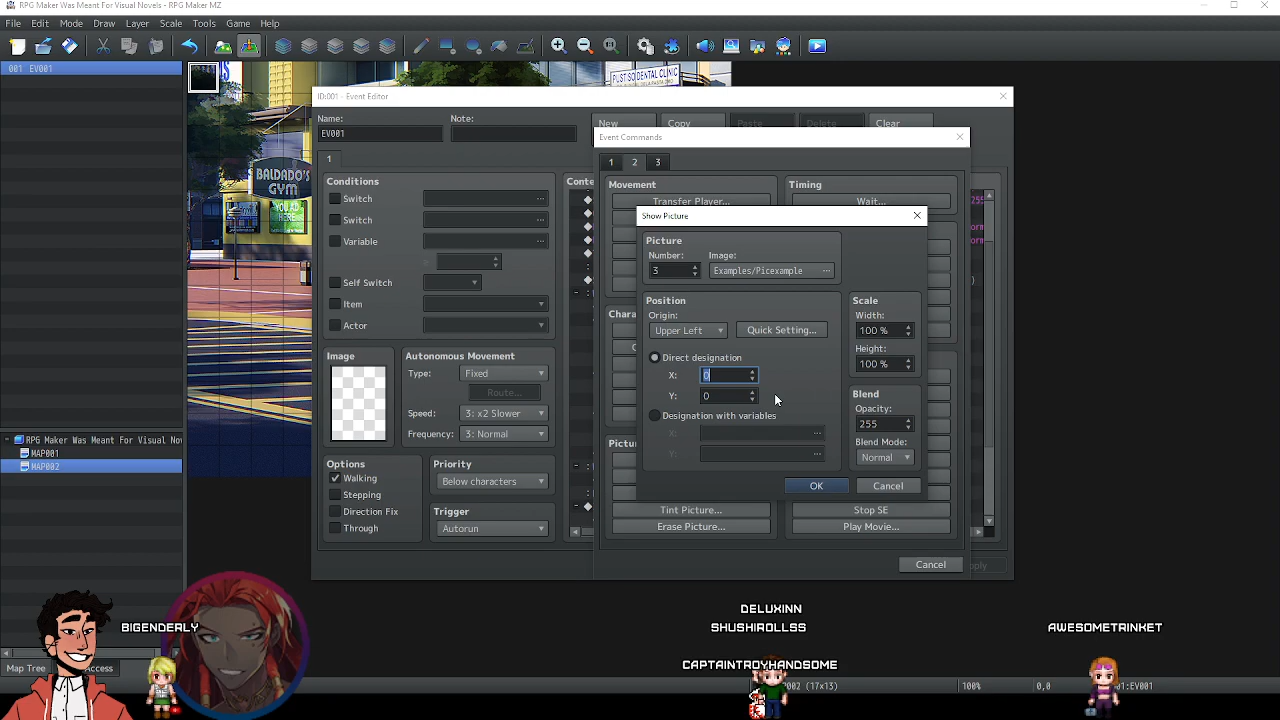 RPG Maker Was Meant For Visual Novels - RPG Maker MZ
File Edit Mode Draw Layer Scale Tools Game Help
001 EV001
ID:001 - Event Editor
Name:
Note:
EV001
New
Copy
Paste
Delete
Clear
Event Commands
1
1 2 3
Conditions
Switch
Switch
Variable
Self Switch
Item
Actor
Movement
Timing
Transfer Player...
Wait...
Show Picture
Picture
Number:
Image:
3
Examples/Picexample
Position
Origin:
Upper Left
Quick Setting...
Direct designation
X: 0
Y: 0
Designation with variables
X:
Y:
Scale
Width:
100 %
Height:
100 %
Blend
Opacity:
255
Blend Mode:
Normal
OK
Cancel
Image
Autonomous Movement
Type: Fixed
Route...
Speed: 3: x2 Slower
Frequency: 3: Normal
Options
Walking
Stepping
Direction Fix
Through
Priority
Below characters
Trigger
Autorun
Tint Picture...
Stop SE
Erase Picture...
Play Movie...
Cancel
BALDADO'S GYM
RPG Maker Was Meant For Visual Nov
MAP001
MAP002
BIGENDERLY
DELUXINN
SHUSHIROLLSS
CAPTAINTROYHANDSOME
AWESOMETRINKET
Map Tree
002 (17x13)
100%
0,0